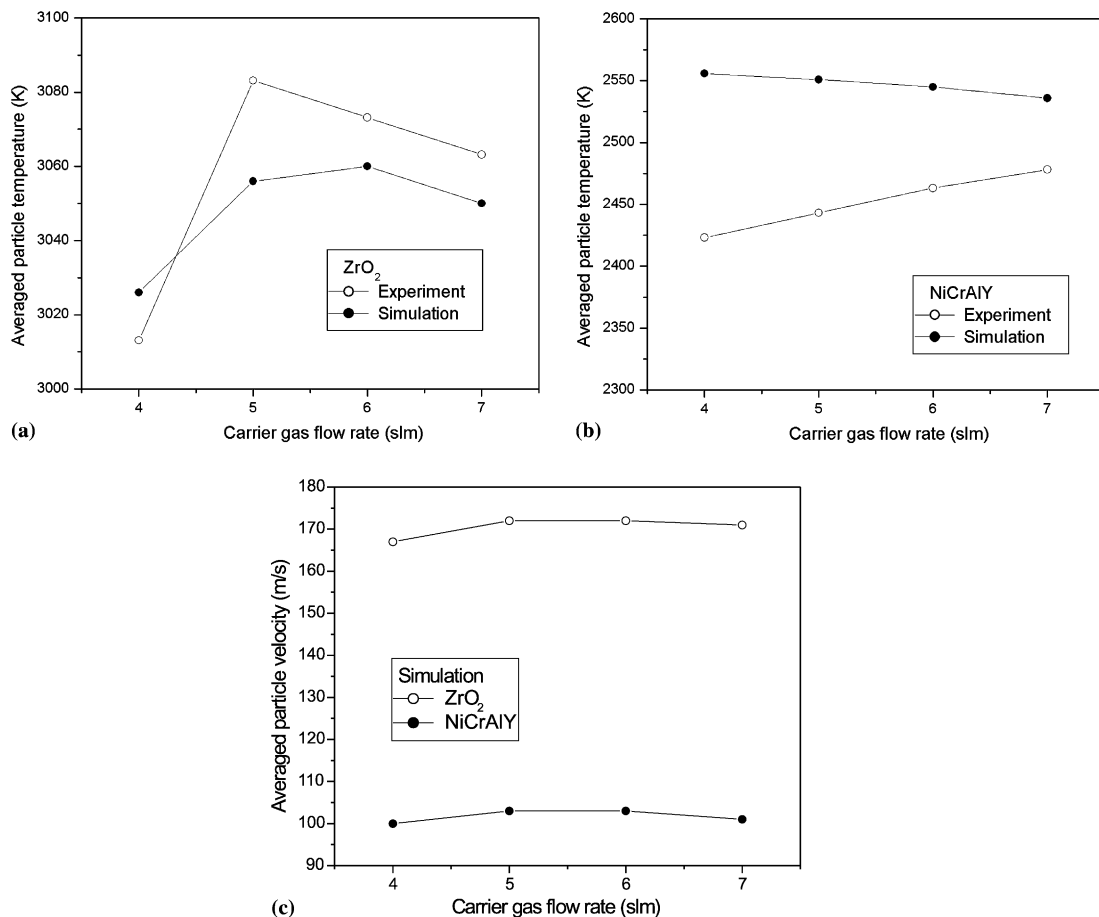 3100
3080
3060
3040
3020
3000
Averaged particle temperature (K)
ZrO2
Experiment
Simulation
4 5 6 7
Carrier gas flow rate (slm)
(a)
2600
2550
2500
2450
2400
2350
2300
Averaged particle temperature (K)
NiCrAlY
Experiment
Simulation
4 5 6 7
Carrier gas flow rate (slm)
(b)
180
170
160
150
140
130
120
110
100
90
Averaged particle velocity (m/s)
Simulation
ZrO2
NiCrAlY
4 5 6 7
Carrier gas flow rate (slm)
(c)